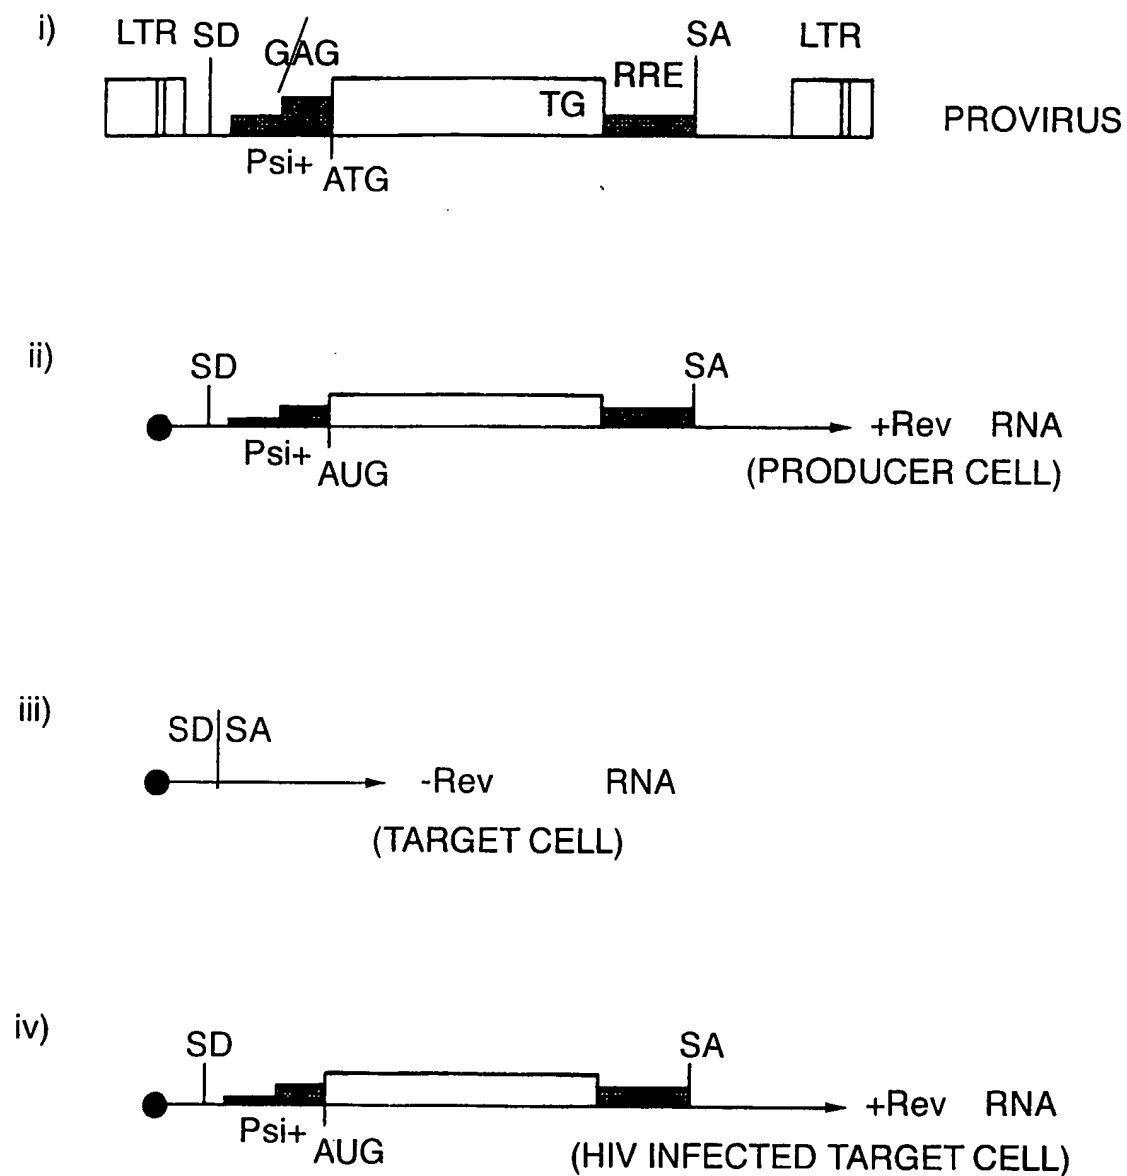 i)
LTR SD GAG TG RRE SA LTR
PROVIRUS
Psi+ ATG
ii)
SD SA
Psi+ AUG
+Rev RNA
(PRODUCER CELL)
iii)
SD SA
-Rev RNA
(TARGET CELL)
iv)
SD SA
Psi+ AUG
+Rev RNA
(HIV INFECTED TARGET CELL)